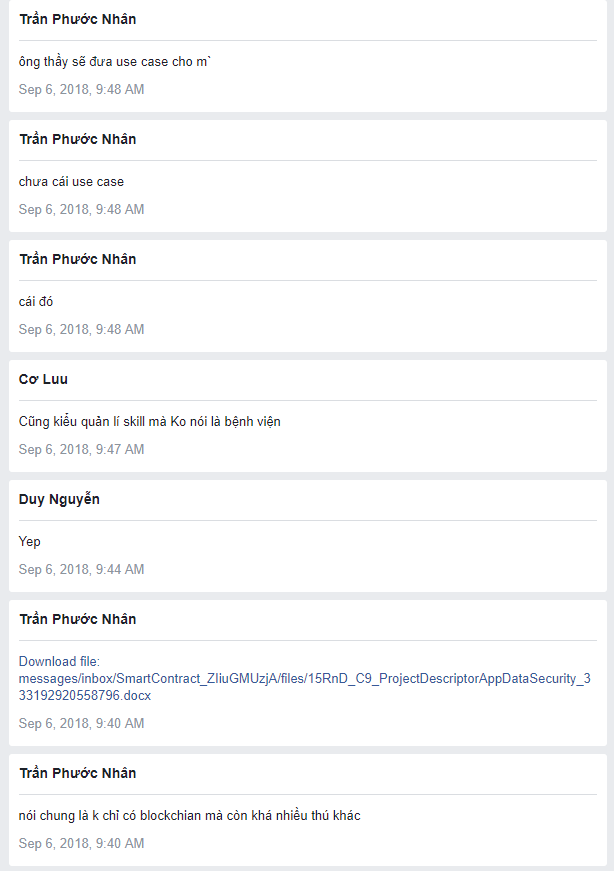 Trần Phước Nhân
ông thầy sẽ đưa use case cho m`
Sep 6, 2018, 9:48 AM
Trần Phước Nhân
chưa cái use case
Sep 6, 2018, 9:48 AM
Trần Phước Nhân
cái đó
Sep 6, 2018, 9:48 AM
Cơ Luu
Cũng kiểu quản lí skill mà Ko nói là bệnh viện
Sep 6, 2018, 9:47 AM
Duy Nguyễn
Yep
Sep 6, 2018, 9:44 AM
Trần Phước Nhân
Download file:
messages/inbox/SmartContract_ZIiuGMUzjA/files/15RnD_C9_ProjectDescriptorAppDataSecurity_3
33192920558796.docx
Sep 6, 2018, 9:40 AM
Trần Phước Nhân
nói chung là k chỉ có blockchian mà còn khá nhiều thú khác
Sep 6, 2018, 9:40 AM